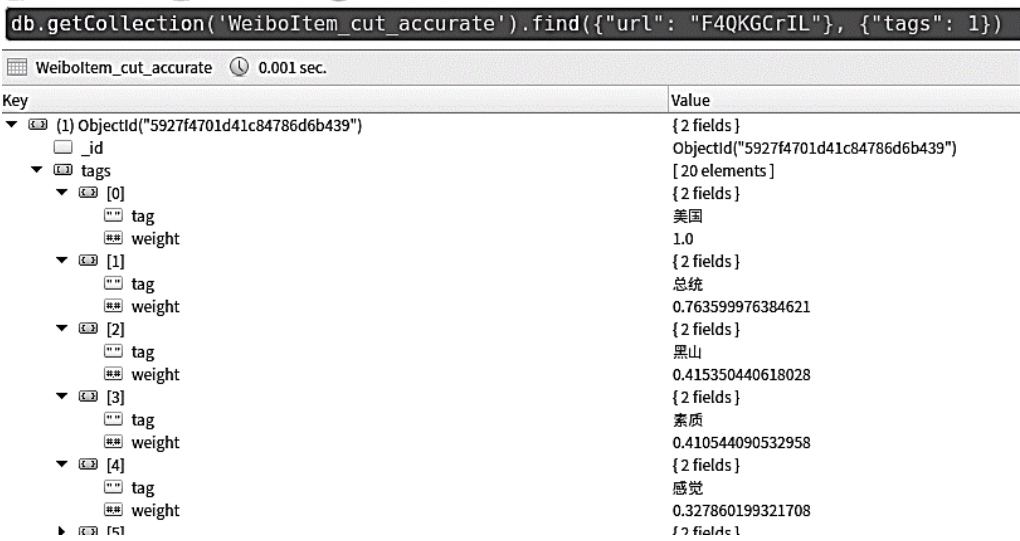 db.getCollection('WeiboItem_cut_accurate').find({"url": "F4QKGCrIL"}, {"tags": 1})
WeiboItem_cut_accurate 0.001 sec.
Key Value
(1) ObjectId("5927f4701d41c84786d6b439") { 2 fields }
_id ObjectId("5927f4701d41c84786d6b439")
tags [ 20 elements ]
[0] { 2 fields }
tag 美国
weight 1.0
[1] { 2 fields }
tag 总统
weight 0.763599976384621
[2] { 2 fields }
tag 黑山
weight 0.415350440618028
[3] { 2 fields }
tag 素质
weight 0.410544090532958
[4] { 2 fields }
tag 感觉
weight 0.327860199321708
[5] { 2 fields }